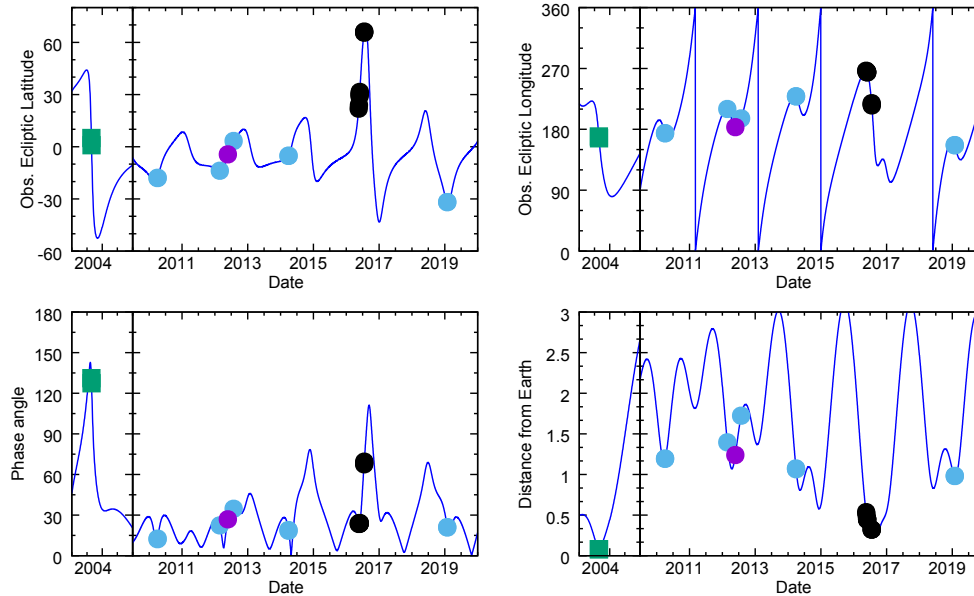 Obs. Ecliptic Latitude
60
30
0
-30
-60
2004 2011 2013 2015 2017 2019
Date
Obs. Ecliptic Longitude
360
270
180
90
0
2004 2011 2013 2015 2017 2019
Date
Phase angle
180
150
120
90
60
30
0
2004 2011 2013 2015 2017 2019
Date
Distance from Earth
3
2.5
2
1.5
1
0.5
0
2004 2011 2013 2015 2017 2019
Date